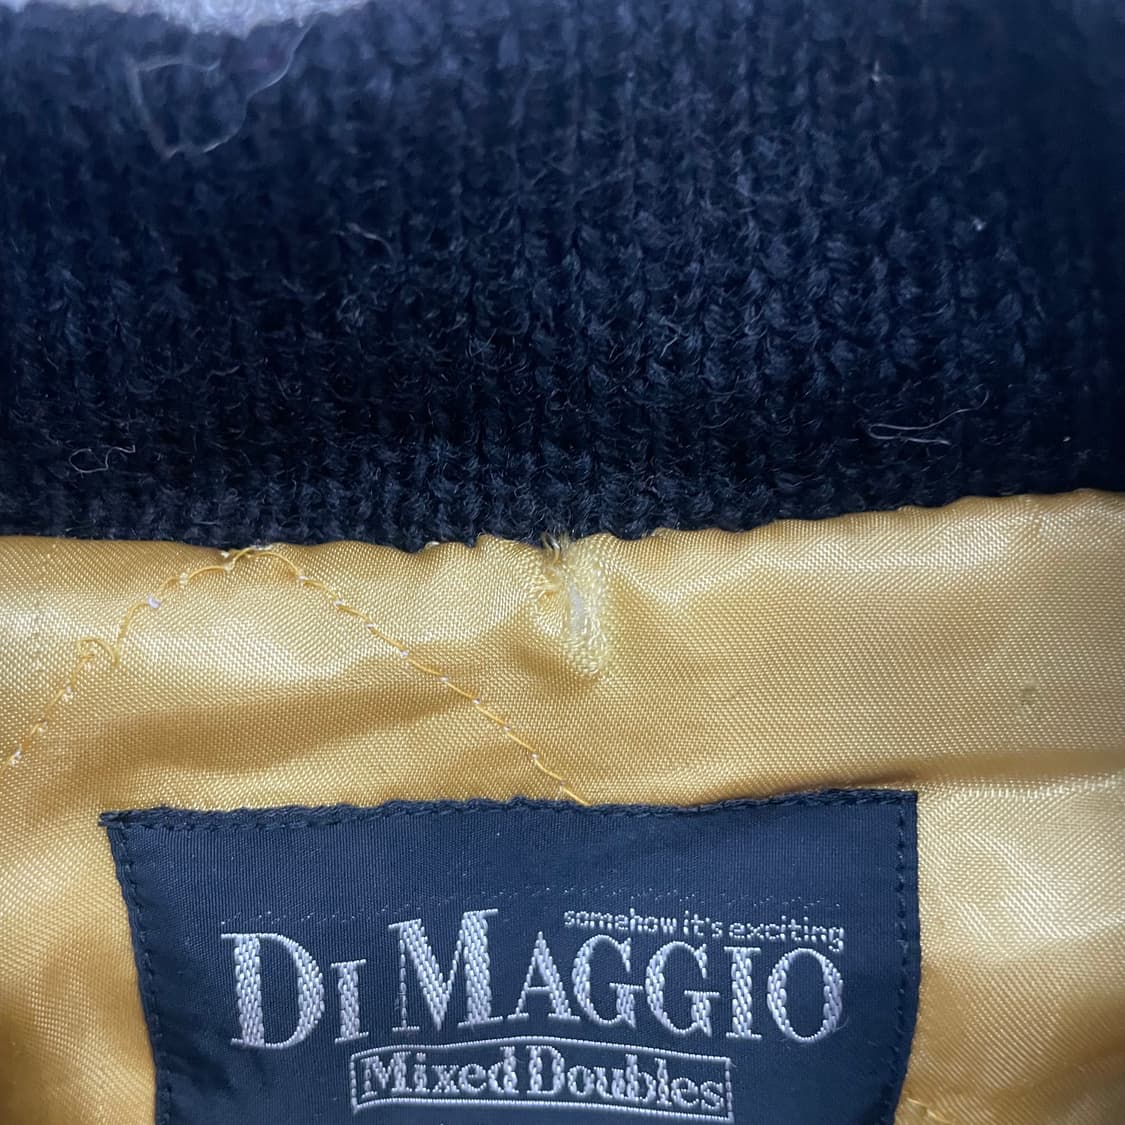 somehow it's exciting
DIMAGGIO
Mixed Doubles